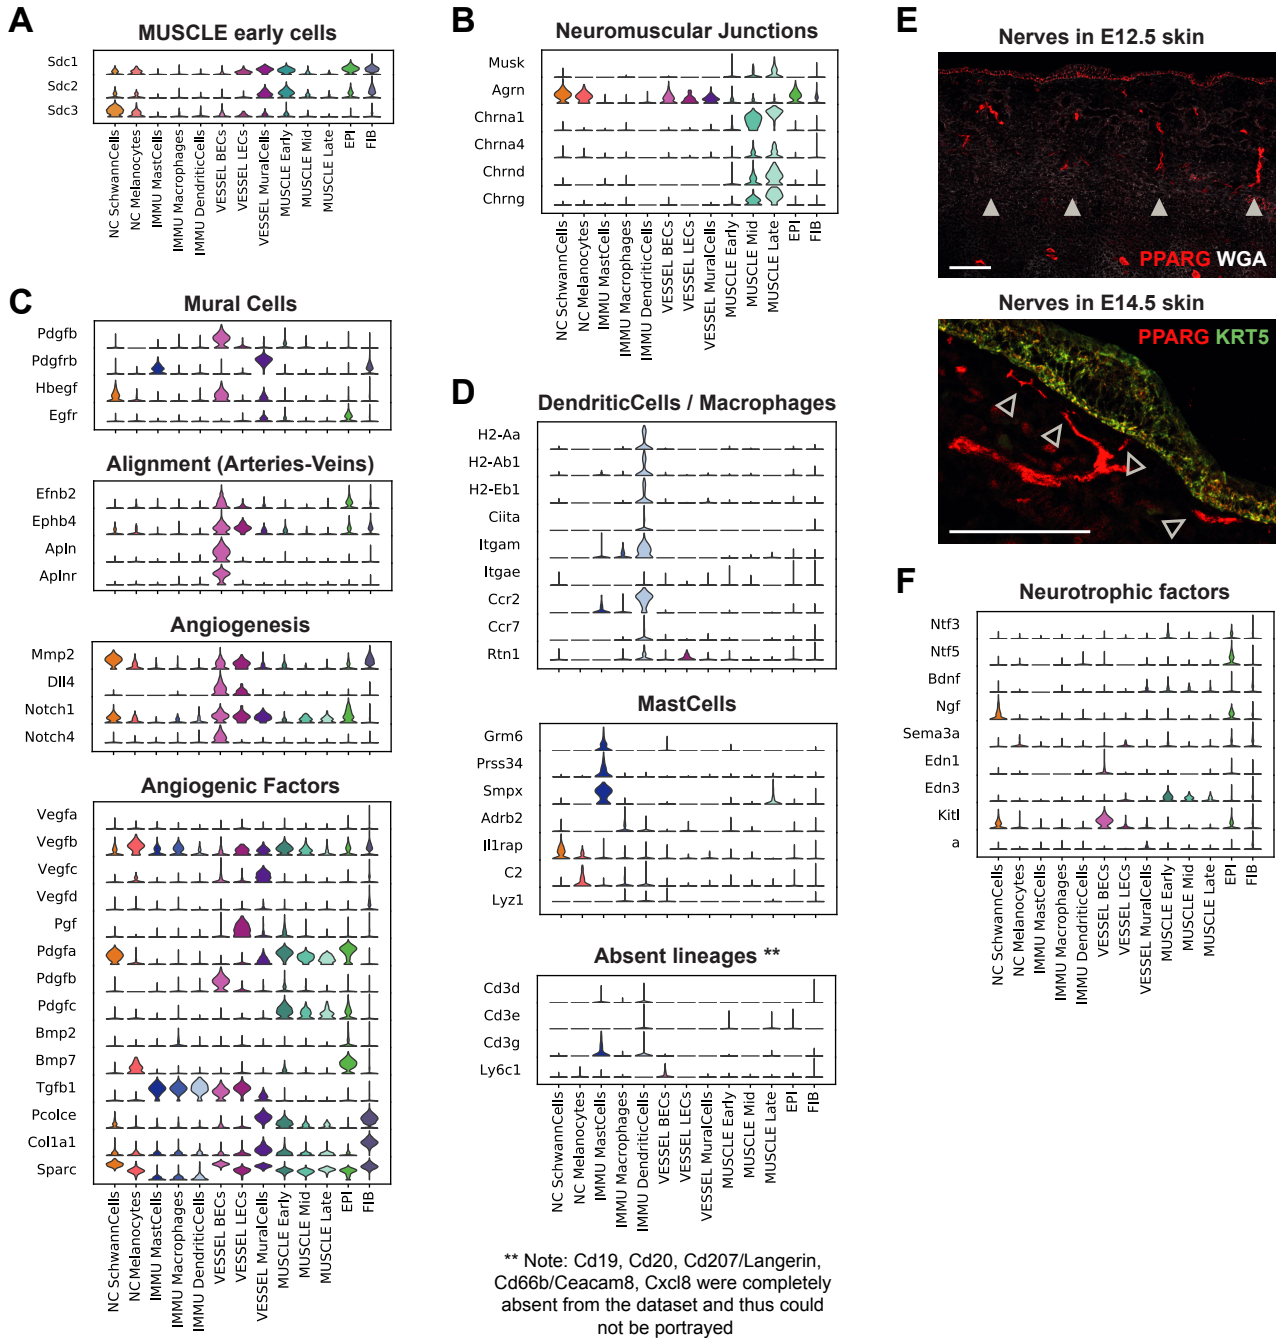 A
MUSCLE early cells
Sdc1
Sdc2
Sdc3
NC SchwannCells
NC Melanocytes
IMMU MastCells
IMMU Macrophages
IMMU DendriticCells
VESSEL BECs
VESSEL LECs
VESSEL MuralCells
MUSCLE Early
MUSCLE Mid
MUSCLE Late
EPI
FIB
B
Neuromuscular Junctions
Musk
Agrn
Chrna1
Chrna4
Chrnd
Chrng
NC SchwannCells
NC Melanocytes
IMMU MastCells
IMMU Macrophages
IMMU DendriticCells
VESSEL BECs
VESSEL LECs
VESSEL MuralCells
MUSCLE Early
MUSCLE Mid
MUSCLE Late
EPI
FIB
C
Mural Cells
Pdgfb
Pdgfrb
Hbegf
Egfr
Alignment (Arteries-Veins)
Efnb2
Ephb4
Apln
Aplnr
Angiogenesis
Mmp2
Dll4
Notch1
Notch4
Angiogenic Factors
Vegfa
Vegfb
Vegfc
Vegfd
Pgf
Pdgfa
Pdgfb
Pdgfc
Bmp2
Bmp7
Tgfb1
Pcolce
Col1a1
Sparc
NC SchwannCells
NC Melanocytes
IMMU MastCells
IMMU Macrophages
IMMU DendriticCells
VESSEL BECs
VESSEL LECs
VESSEL MuralCells
MUSCLE Early
MUSCLE Mid
MUSCLE Late
EPI
FIB
D
DendriticCells / Macrophages
H2-Aa
H2-Ab1
H2-Eb1
Ciita
Itgam
Itgae
Ccr2
Ccr7
Rtn1
MastCells
Grm6
Prss34
Smpx
Adrb2
Il1rap
C2
Lyz1
Absent lineages **
Cd3d
Cd3e
Cd3g
Ly6c1
NC SchwannCells
NC Melanocytes
IMMU MastCells
IMMU Macrophages
IMMU DendriticCells
VESSEL BECs
VESSEL LECs
VESSEL MuralCells
MUSCLE Early
MUSCLE Mid
MUSCLE Late
EPI
FIB
** Note: Cd19, Cd20, Cd207/Langerin,
Cd66b/Ceacam8, Cxcl8 were completely
absent from the dataset and thus could
not be portrayed
E
Nerves in E12.5 skin
PPARG WGA
Nerves in E14.5 skin
PPARG KRT5
F
Neurotrophic factors
Ntf3
Ntf5
Bdnf
Ngf
Sema3a
Edn1
Edn3
Kitl
a
NC SchwannCells
NC Melanocytes
IMMU MastCells
IMMU Macrophages
IMMU DendriticCells
VESSEL BECs
VESSEL LECs
VESSEL MuralCells
MUSCLE Early
MUSCLE Mid
MUSCLE Late
EPI
FIB